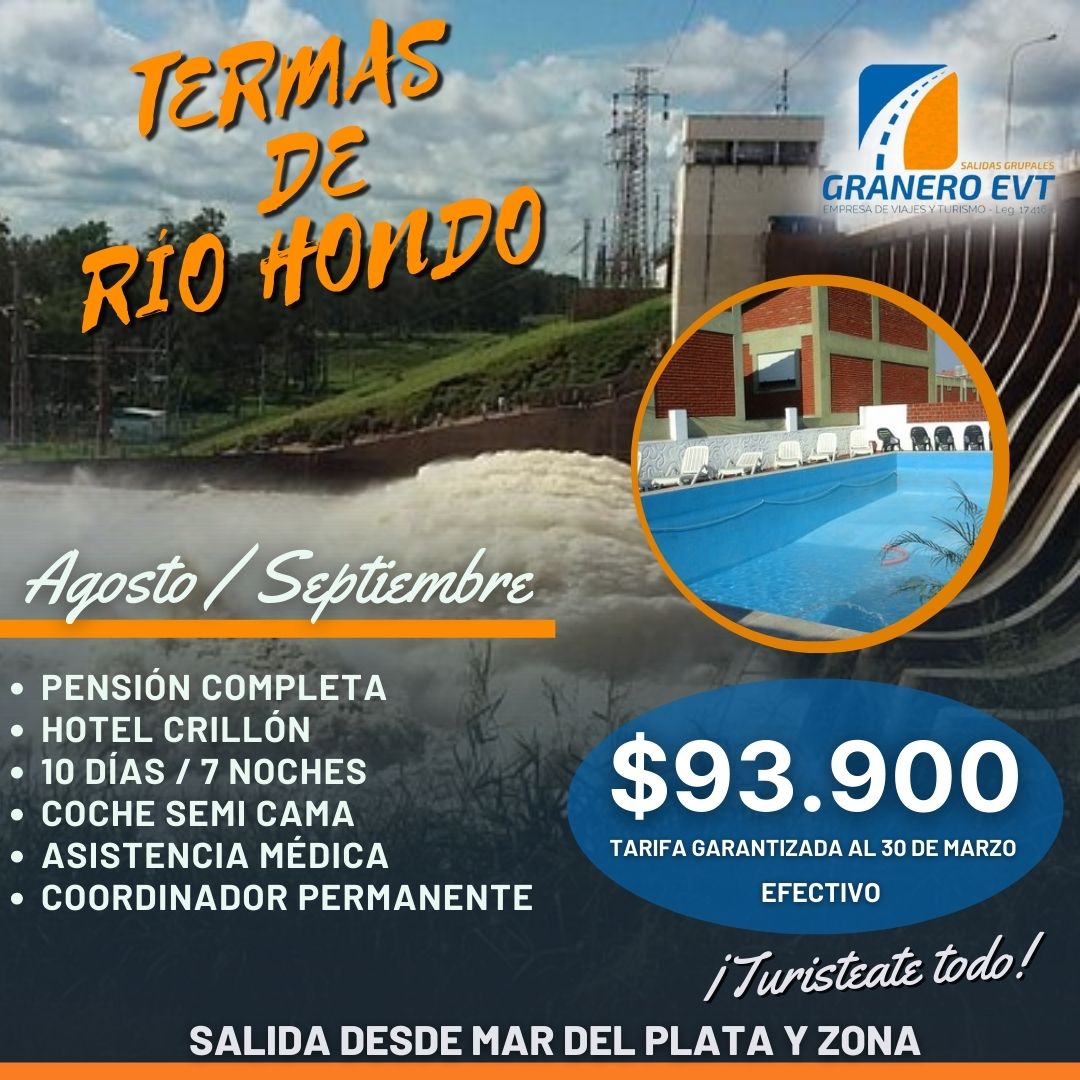 TERMAS
DE
RÍO HONDO
SALIDAS GRUPALES
GRANERO EVT
EMPRESA DE VIAJES Y TURISMO - Leg. 17416
Agosto / Septiembre
• PENSIÓN COMPLETA
• HOTEL CRILLÓN
• 10 DÍAS / 7 NOCHES
• COCHE SEMI CAMA
• ASISTENCIA MÉDICA
• COORDINADOR PERMANENTE
$93.900
TARIFA GARANTIZADA AL 30 DE MARZO
EFECTIVO
¡Turisteate todo!
SALIDA DESDE MAR DEL PLATA Y ZONA